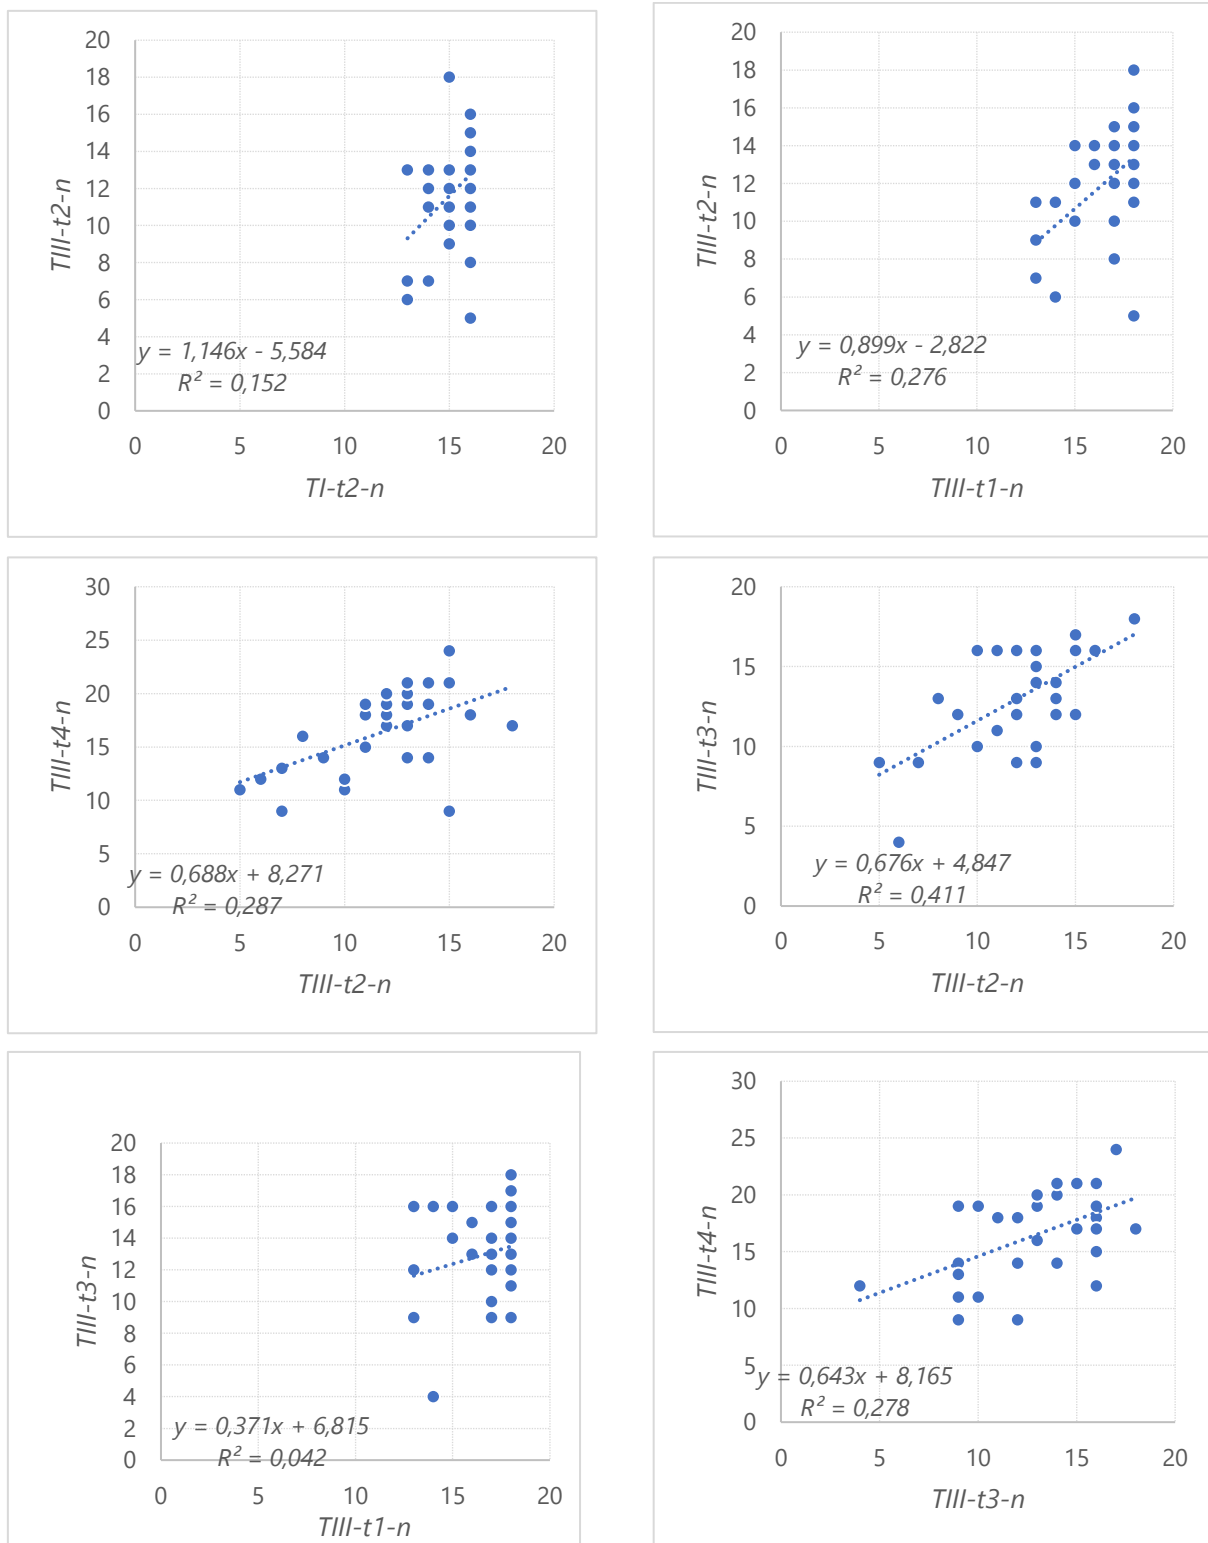 20
18
16
14
12
10
8
6
4
2
0
TIII-t2-n
y = 1,146x - 5,584
R² = 0,152
0 5 10 15 20
TI-t2-n
20
18
16
14
12
10
8
6
4
2
0
TIII-t2-n
y = 0,899x - 2,822
R² = 0,276
0 5 10 15 20
TIII-t1-n
30
25
20
15
10
5
0
TIII-t4-n
y = 0,688x + 8,271
R² = 0,287
0 5 10 15 20
TIII-t2-n
20
15
10
5
0
TIII-t3-n
y = 0,676x + 4,847
R² = 0,411
0 5 10 15 20
TIII-t2-n
20
18
16
14
12
10
8
6
4
2
0
TIII-t3-n
y = 0,371x + 6,815
R² = 0,042
0 5 10 15 20
TIII-t1-n
30
25
20
15
10
5
0
TIII-t4-n
y = 0,643x + 8,165
R² = 0,278
0 5 10 15 20
TIII-t3-n